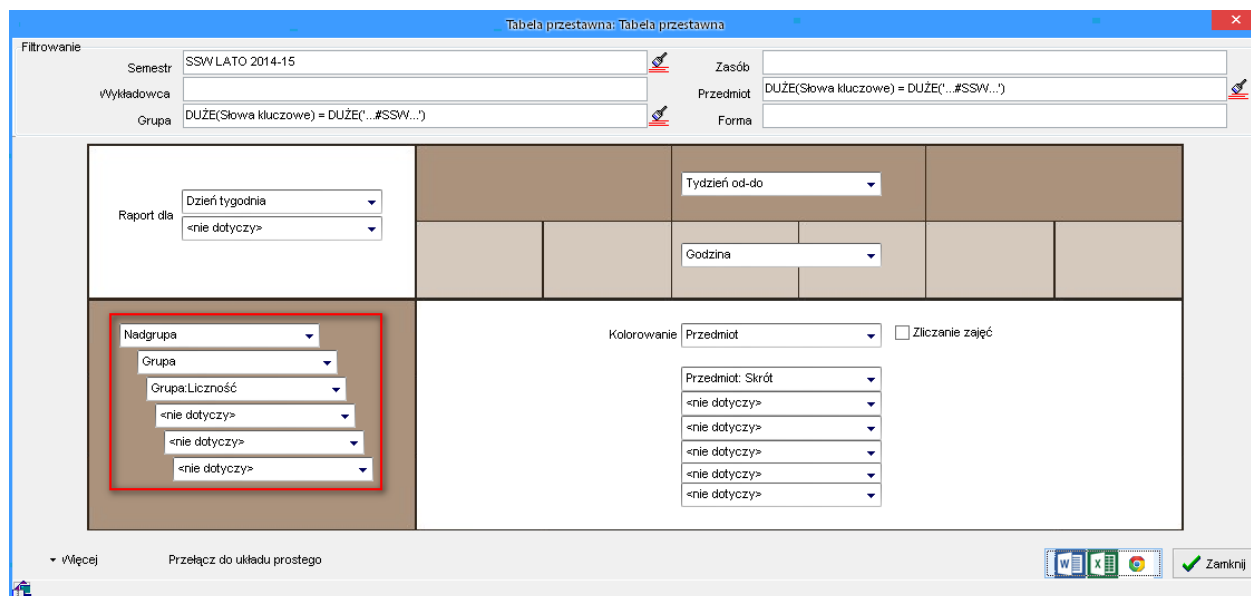 Tabela przestawna: Tabela przestawna
Filtrowanie
Semestr SSW LATO 2014-15
Zasób
Wykładowca
Przedmiot DUŻE(Słowa kluczowe) = DUŻE('...#SSW...')
Grupa DUŻE(Słowa kluczowe) = DUŻE('...#SSW...')
Forma
Raport dla
Dzień tygodnia
<nie dotyczy>
Tydzień od-do
Godzina
Nadgrupa
Grupa
Grupa:Liczność
<nie dotyczy>
<nie dotyczy>
<nie dotyczy>
Kolorowanie Przedmiot
Zliczanie zajęć
Przedmiot: Skrót
<nie dotyczy>
<nie dotyczy>
<nie dotyczy>
<nie dotyczy>
<nie dotyczy>
Więcej
Przełącz do układu prostego
Zamknij